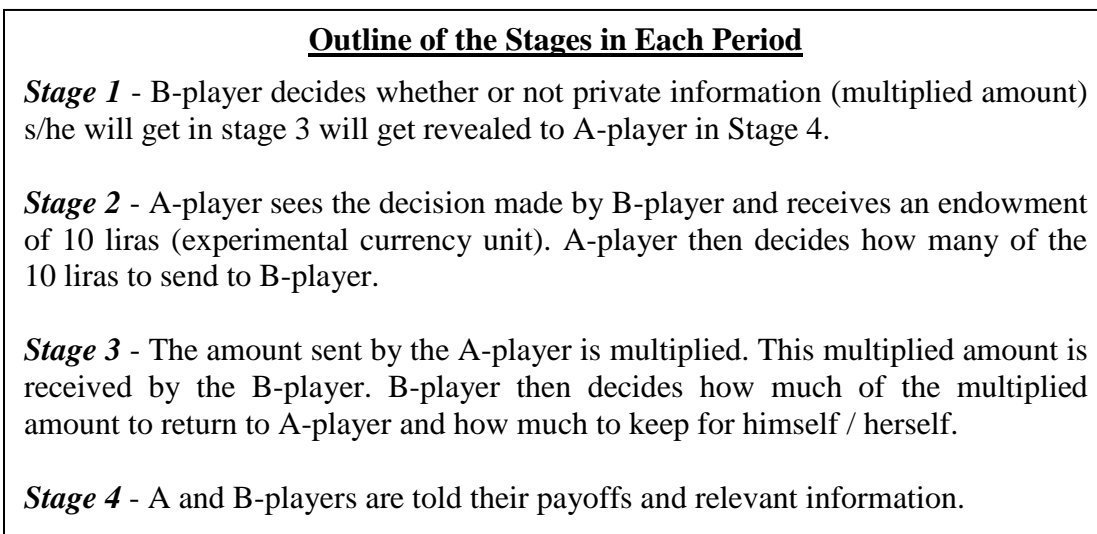 Outline of the Stages in Each Period
Stage 1 - B-player decides whether or not private information (multiplied amount)
s/he will get in stage 3 will get revealed to A-player in Stage 4.
Stage 2 - A-player sees the decision made by B-player and receives an endowment
of 10 liras (experimental currency unit). A-player then decides how many of the
10 liras to send to B-player.
Stage 3 - The amount sent by the A-player is multiplied. This multiplied amount is
received by the B-player. B-player then decides how much of the multiplied
amount to return to A-player and how much to keep for himself / herself.
Stage 4 - A and B-players are told their payoffs and relevant information.